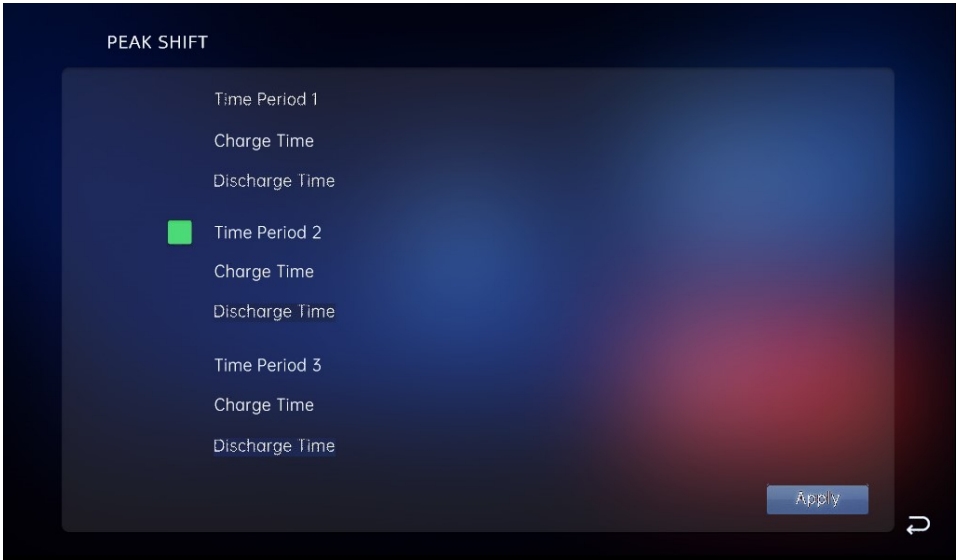 PEAK SHIFT
Time Period 1
Charge Time
Discharge Time
Time Period 2
Charge Time
Discharge Time
Time Period 3
Charge Time
Discharge Time
Apply